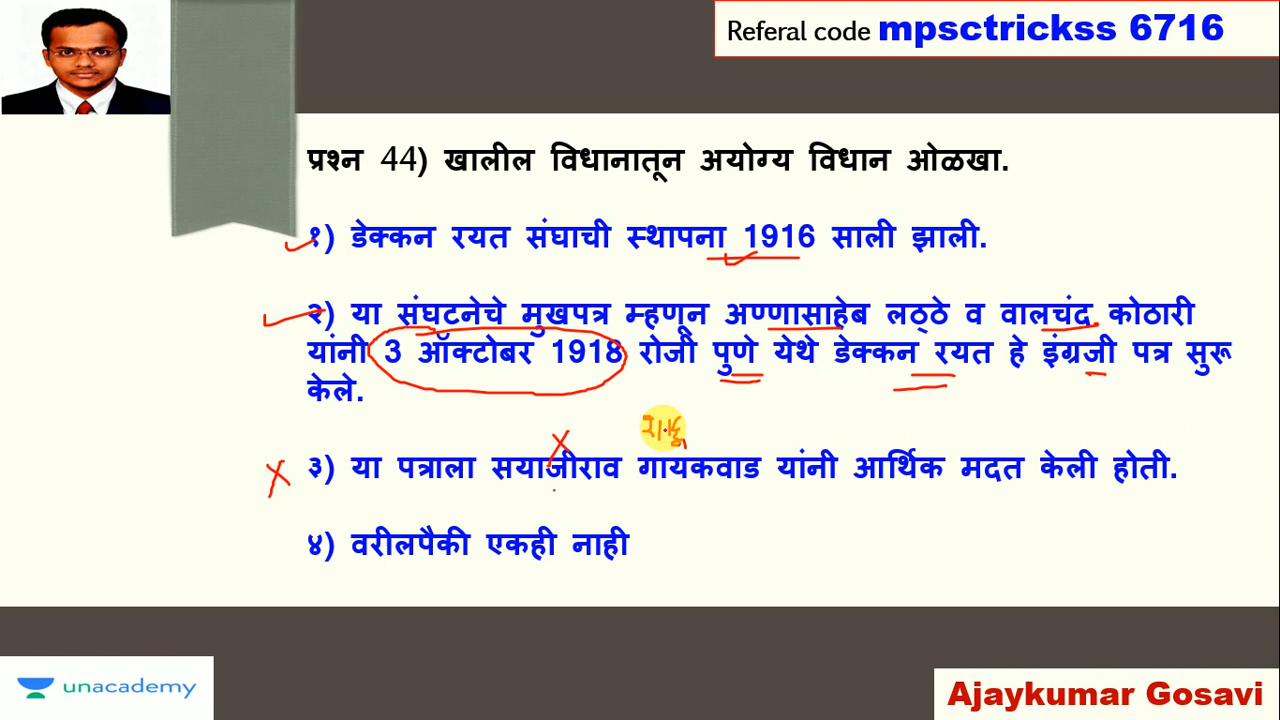 Referal code mpsctrickss 6716
प्रश्न 44) खालील विधानातून अयोग्य विधान ओळखा.
१) डेक्कन रयत संघाची स्थापना 1916 साली झाली.
२) या संघटनेचे मुखपत्र म्हणून अण्णासाहेब लठ्ठे व वालचंद कोठारी
यांनी 3 ऑक्टोबर 1918 रोजी पुणे येथे डेक्कन रयत हे इंग्रजी पत्र सुरू
केले.
३) या पत्राला सयाजीराव गायकवाड यांनी आर्थिक मदत केली होती.
४) वरीलपैकी एकही नाही
unacademy
Ajaykumar Gosavi